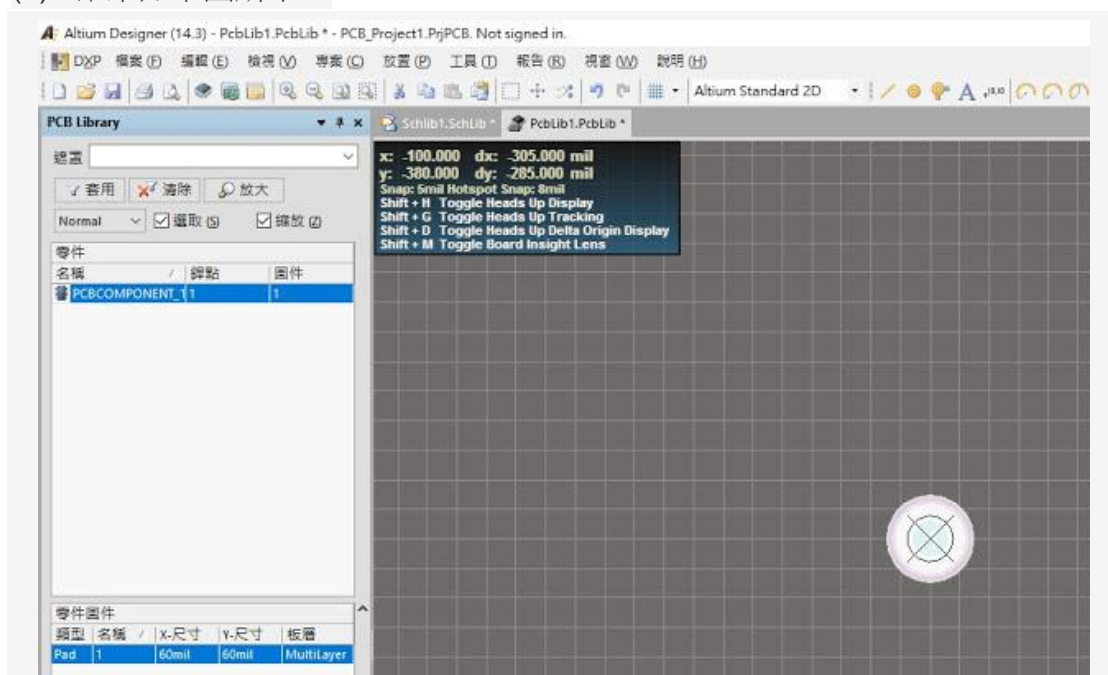 Altium Designer (14.3) - PcbLib1.PcbLib * - PCB_Project1.PrjPCB. Not signed in.
DXP 檔案 (F) 編輯 (E) 檢視 (V) 專案 (C) 放置 (P) 工具 (T) 報告 (R) 視窗 (W) 說明 (H)
Altium Standard 2D
PCB Library
Schlib1.SchLib * PcbLib1.PcbLib *
遮罩
套用 清除 放大
Normal 選取 (S) 縮放 (Z)
零件
名稱 / 銲點 圖件
PCBCOMPONENT_1 1 1
x: -100.000 dx: -305.000 mil
y: -380.000 dy: -285.000 mil
Snap: 5mil Hotspot Snap: 8mil
Shift + H Toggle Heads Up Display
Shift + G Toggle Heads Up Tracking
Shift + D Toggle Heads Up Delta Origin Display
Shift + M Toggle Board Insight Lens
零件圖件
類型 名稱 / X-尺寸 Y-尺寸 板層
Pad 1 60mil 60mil MultiLayer